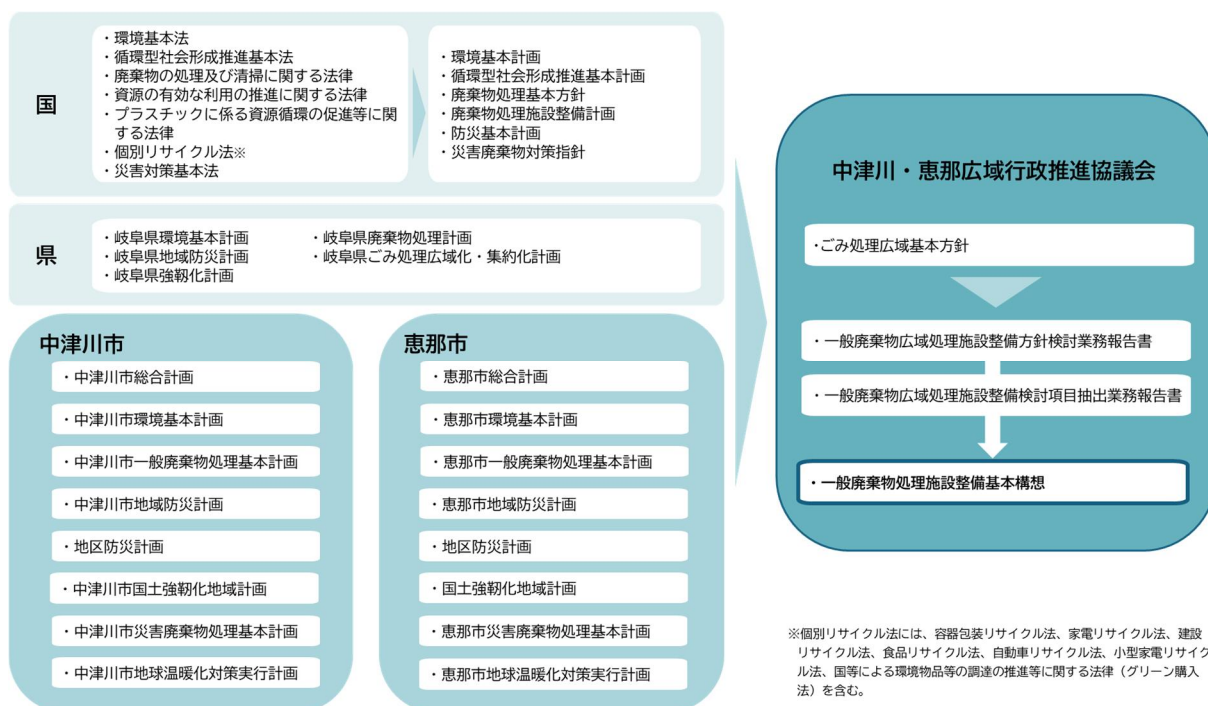 国
・環境基本法
・循環型社会形成推進基本法
・廃棄物の処理及び清掃に関する法律
・資源の有効な利用の推進に関する法律
・プラスチックに係る資源循環の促進等に関
する法律
・個別リサイクル法※
・災害対策基本法
・環境基本計画
・循環型社会形成推進基本計画
・廃棄物処理基本方針
・廃棄物処理施設整備計画
・防災基本計画
・災害廃棄物対策指針
県
・岐阜県環境基本計画
・岐阜県地域防災計画
・岐阜県強靱化計画
・岐阜県廃棄物処理計画
・岐阜県ごみ処理広域化・集約化計画
中津川市
・中津川市総合計画
・中津川市環境基本計画
・中津川市一般廃棄物処理基本計画
・中津川市地域防災計画
・地区防災計画
・中津川市国土強靭化地域計画
・中津川市災害廃棄物処理基本計画
・中津川市地球温暖化対策実行計画
恵那市
・恵那市総合計画
・恵那市環境基本計画
・恵那市一般廃棄物処理基本計画
・恵那市地域防災計画
・地区防災計画
・国土強靭化地域計画
・恵那市災害廃棄物処理基本計画
・恵那市地球温暖化対策実行計画
中津川・恵那広域行政推進協議会
・ごみ処理広域基本方針
・一般廃棄物広域処理施設整備方針検討業務報告書
・一般廃棄物広域処理施設整備検討項目抽出業務報告書
・一般廃棄物処理施設整備基本構想
※個別リサイクル法には、容器包装リサイクル法、家電リサイクル法、建設
リサイクル法、食品リサイクル法、自動車リサイクル法、小型家電リサイク
ル法、国等による環境物品等の調達の推進等に関する法律（グリーン購入
法）を含む。